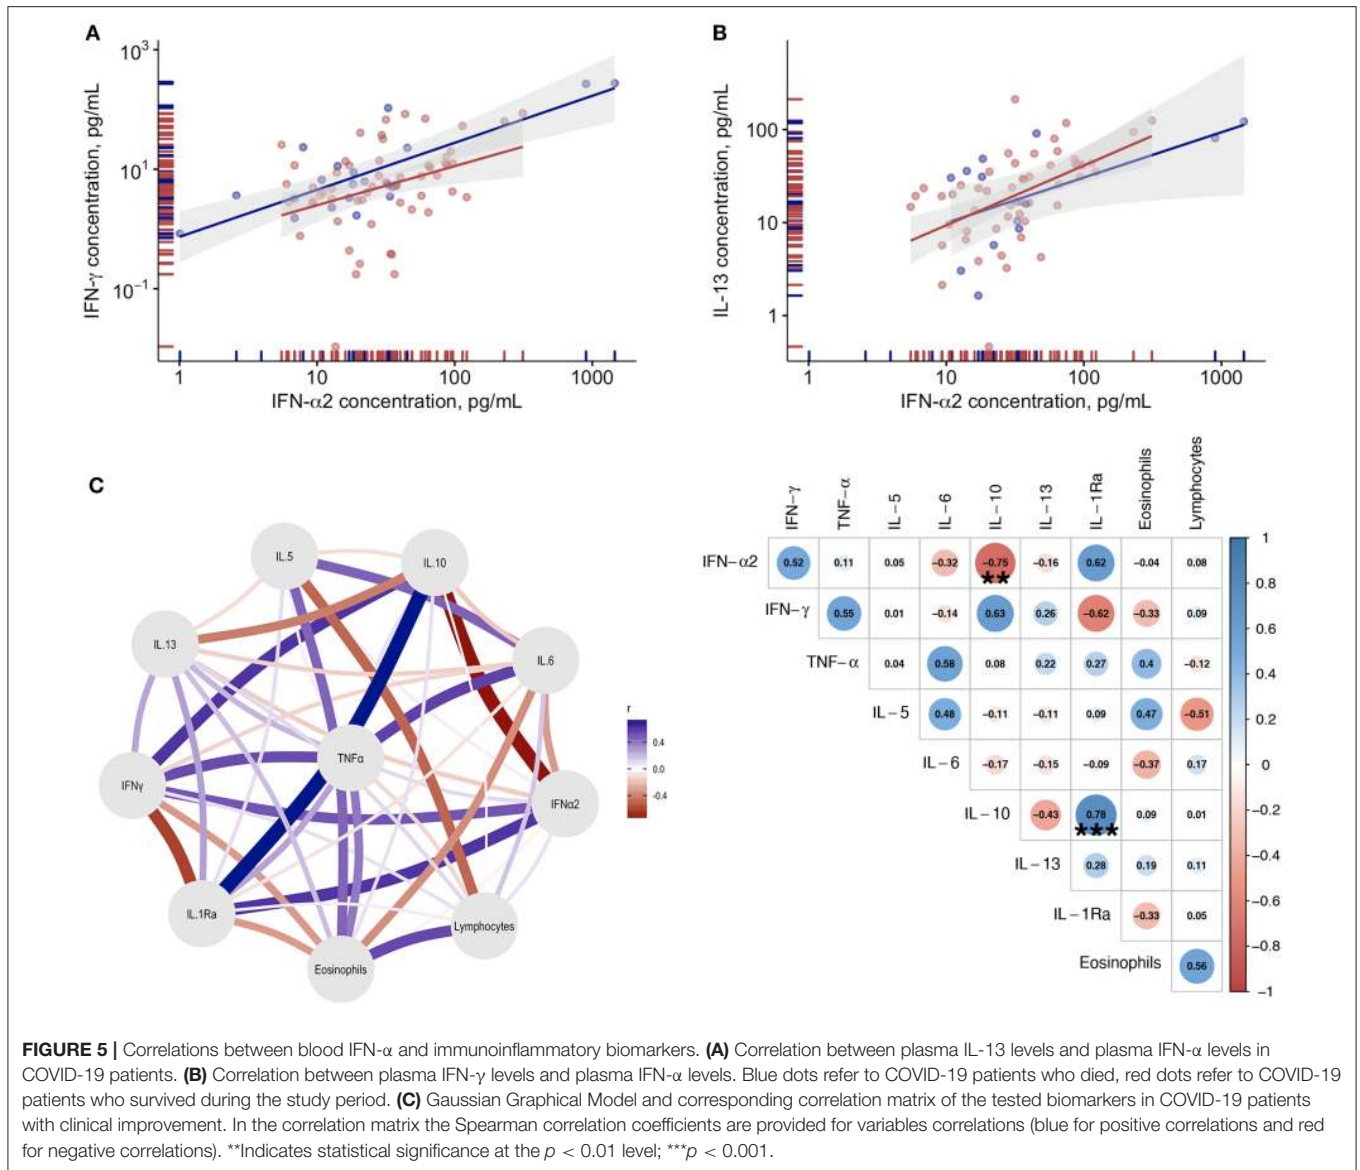 A
IFN-γ concentration, pg/mL
10³
10¹
10⁻¹
1 10 100 1000
IFN-α2 concentration, pg/mL
B
IL-13 concentration, pg/mL
100
10
1
1 10 100 1000
IFN-α2 concentration, pg/mL
C
IL.5
IL.10
IL.13
IL.6
TNFα
IFNγ
IFNα2
IL.1Ra
Lymphocytes
Eosinophils
r
0.4
0.0
-0.4
IFN-γ TNF-α IL-5 IL-6 IL-10 IL-13 IL-1Ra Eosinophils Lymphocytes
IFN-α2 0.52 0.11 0.05 -0.32 -0.75 ** -0.16 0.62 -0.04 0.08
IFN-γ 0.55 0.01 -0.14 0.63 0.26 -0.62 -0.33 0.09
TNF-α 0.04 0.58 0.08 0.22 0.27 0.4 -0.12
IL-5 0.48 -0.11 -0.11 0.09 0.47 -0.51
IL-6 -0.17 -0.15 -0.09 -0.37 0.17
IL-10 -0.43 0.78 *** 0.09 0.01
IL-13 0.28 0.19 0.11
IL-1Ra -0.33 0.05
Eosinophils 0.56
1
0.8
0.6
0.4
0.2
0
-0.2
-0.4
-0.6
-0.8
-1
FIGURE 5 | Correlations between blood IFN-α and immunoinflammatory biomarkers. (A) Correlation between plasma IL-13 levels and plasma IFN-α levels in
COVID-19 patients. (B) Correlation between plasma IFN-γ levels and plasma IFN-α levels. Blue dots refer to COVID-19 patients who died, red dots refer to COVID-19
patients who survived during the study period. (C) Gaussian Graphical Model and corresponding correlation matrix of the tested biomarkers in COVID-19 patients
with clinical improvement. In the correlation matrix the Spearman correlation coefficients are provided for variables correlations (blue for positive correlations and red
for negative correlations). **Indicates statistical significance at the p < 0.01 level; ***p < 0.001.